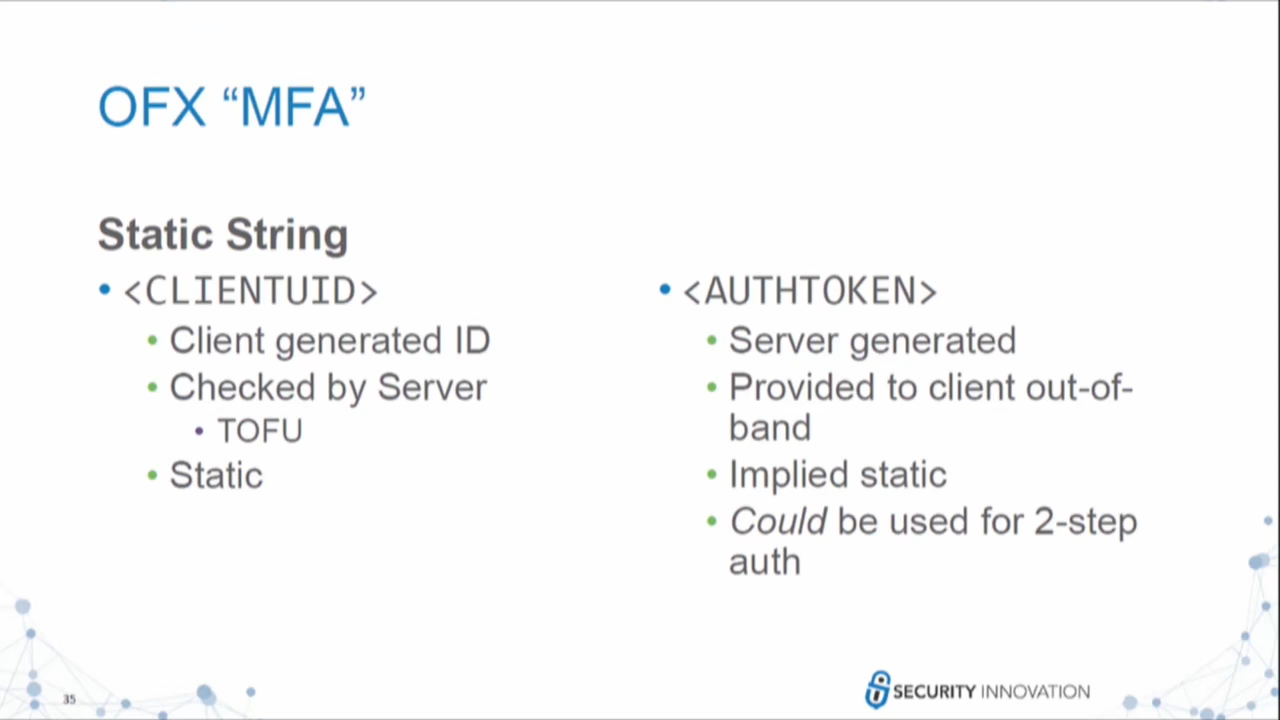 OFX “MFA”
Static String
• <CLIENTUID>
• Client generated ID
• Checked by Server
• TOFU
• Static
• <AUTHTOKEN>
• Server generated
• Provided to client out-of-
band
• Implied static
• Could be used for 2-step
auth
35
SECURITY INNOVATION